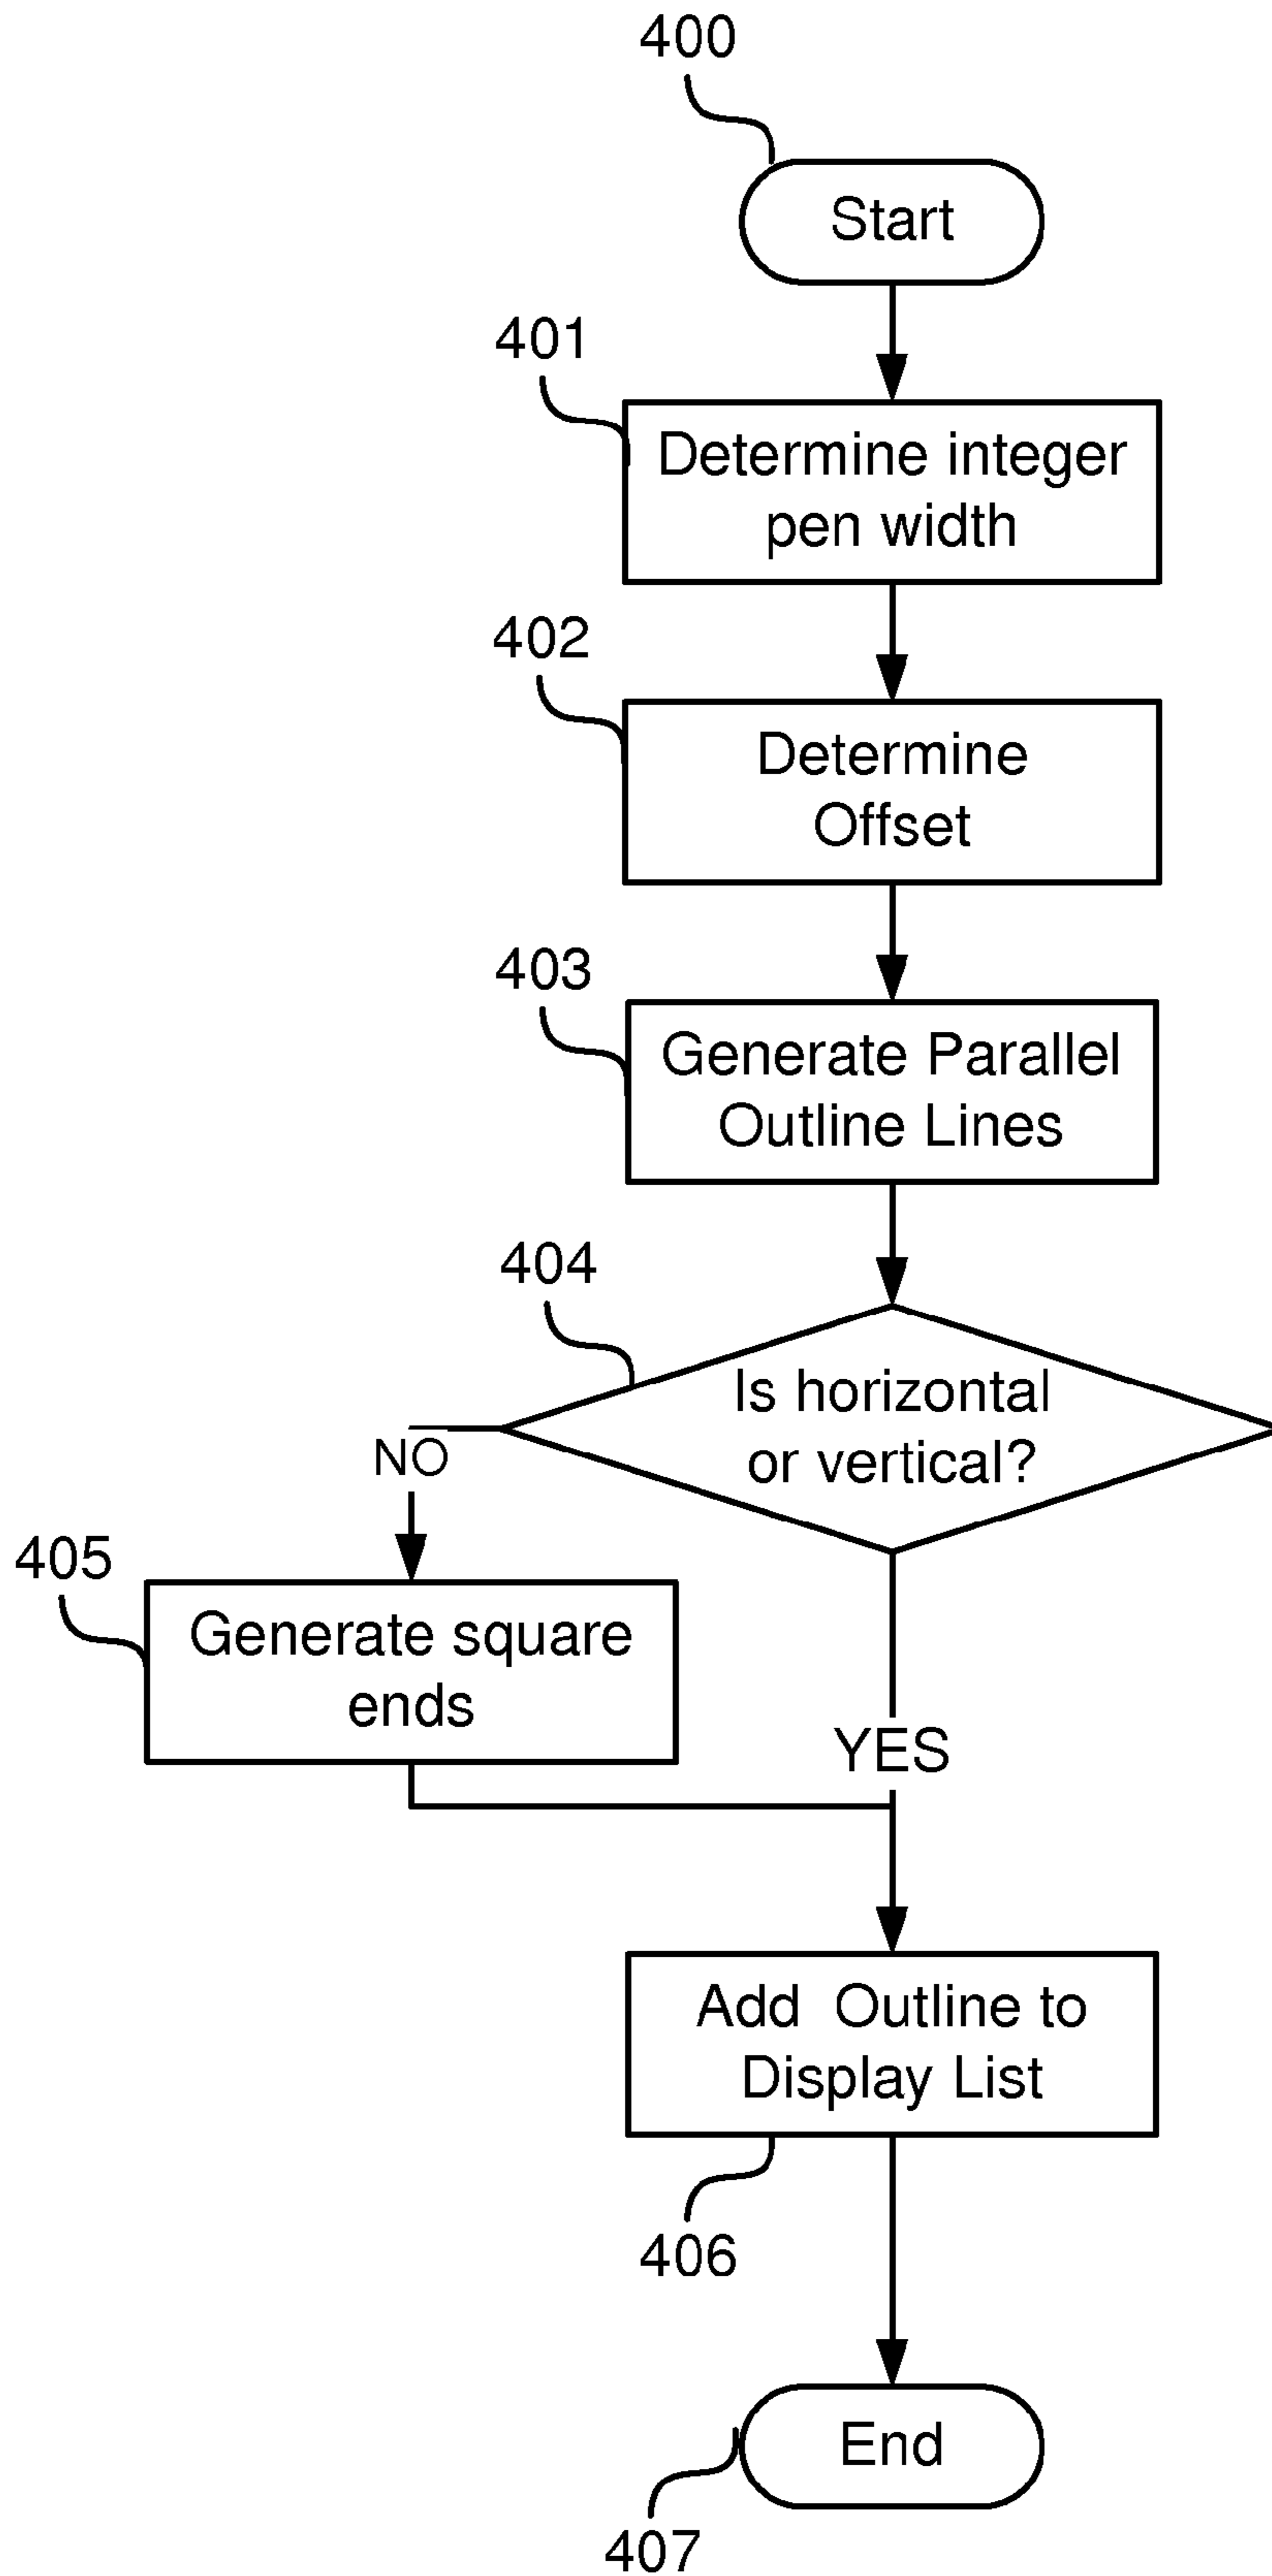 400
Start
401
Determine integer
pen width
402
Determine
Offset
403
Generate Parallel
Outline Lines
404
Is horizontal
or vertical?
NO
405
Generate square
ends
YES
Add  Outline to
Display List
406
End
407